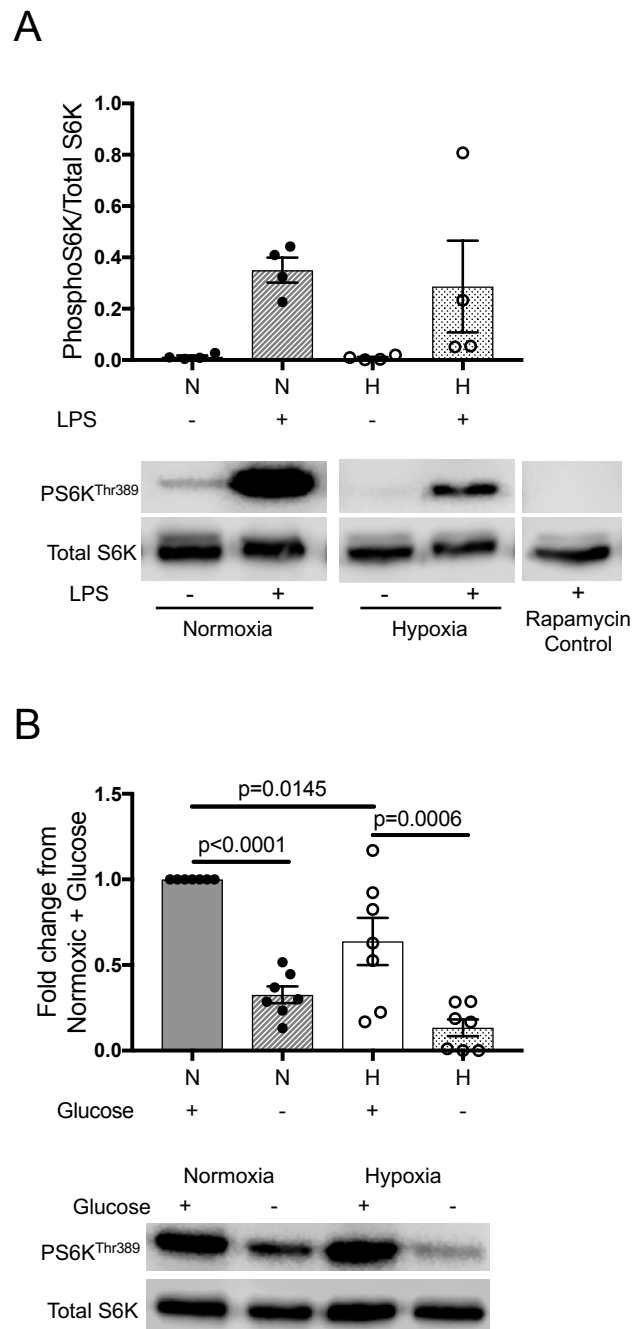 A
PhosphoS6K/Total S6K
1.0
0.8
0.6
0.4
0.2
0.0
N N H H
LPS - + - +
PS6K^Thr389
Total S6K
LPS - + - + +
Normoxia Hypoxia Rapamycin
Control
B
Fold change from
Normoxic + Glucose
1.5
1.0
0.5
0.0
p=0.0145
p<0.0001 p=0.0006
N N H H
Glucose + - + -
Normoxia Hypoxia
Glucose + - + -
PS6K^Thr389
Total S6K